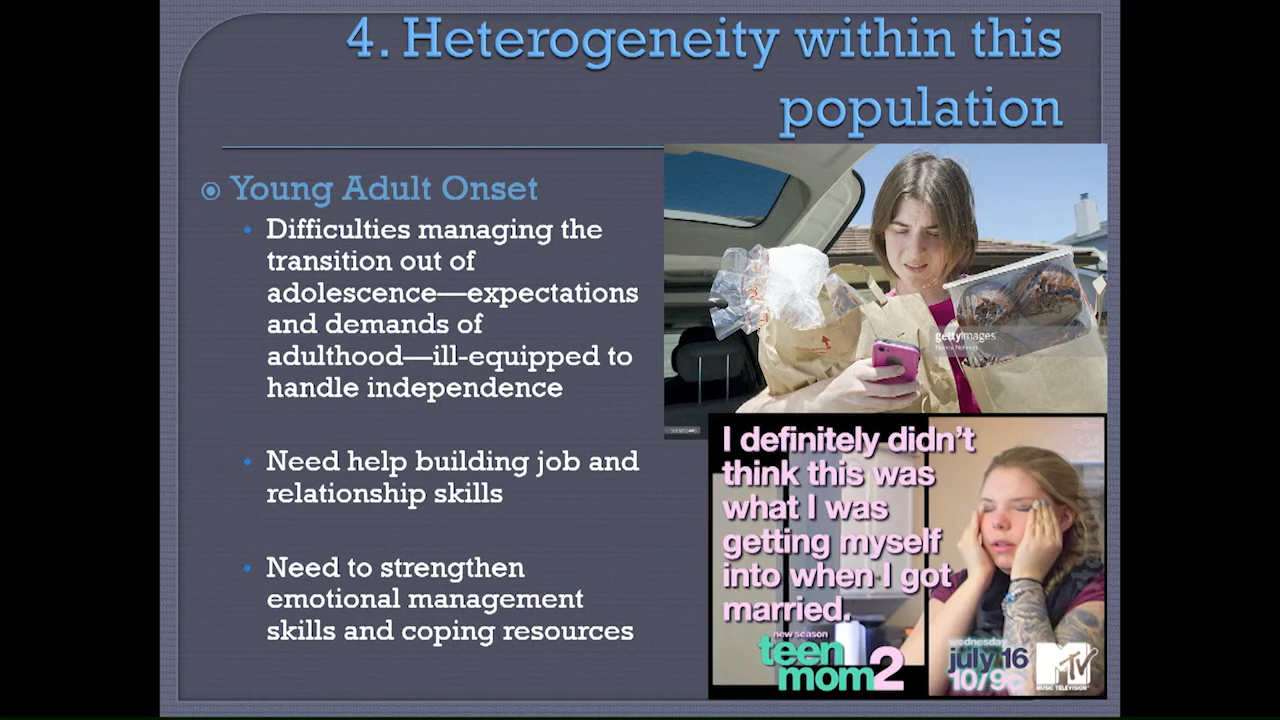 4. Heterogeneity within this
population
Young Adult Onset
Difficulties managing the
transition out of
adolescence—expectations
and demands of
adulthood—ill-equipped to
handle independence
Need help building job and
relationship skills
Need to strengthen
emotional management
skills and coping resources
gettyimages
I definitely didn't
think this was
what I was
getting myself
into when I got
married.
new season
teen
mom2
wednesday
july 16
10/9c
MTV
MUSIC TELEVISION